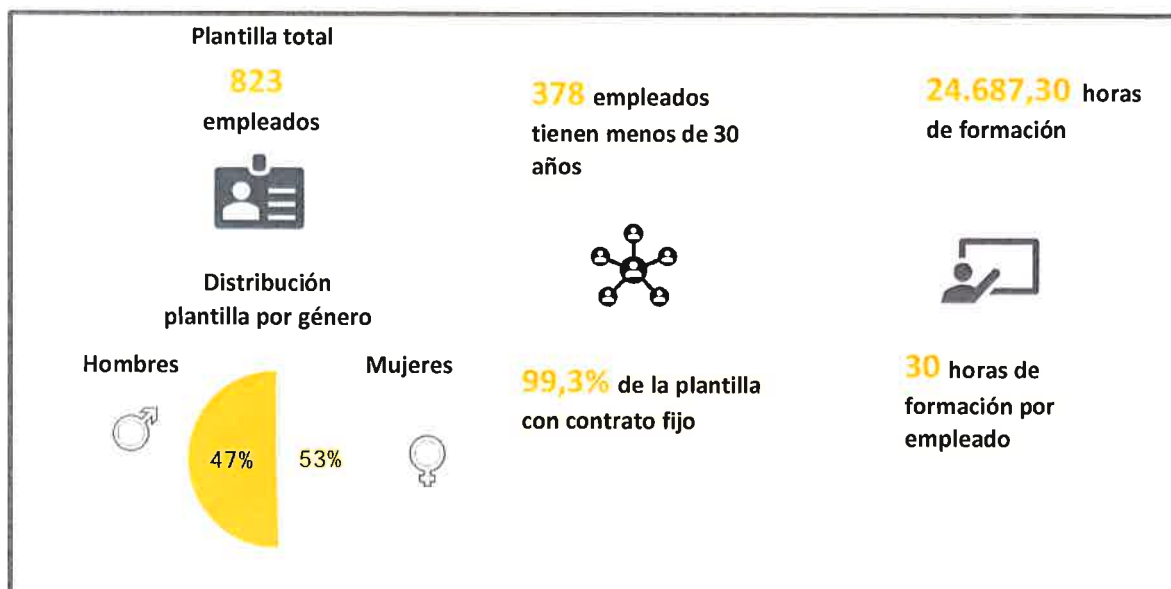 Plantilla total
823
empleados
Distribución
plantilla por género
Hombres
Mujeres
47%
53%
378 empleados
tienen menos de 30
años
99,3% de la plantilla
con contrato fijo
24.687,30 horas
de formación
30 horas de
formación por
empleado